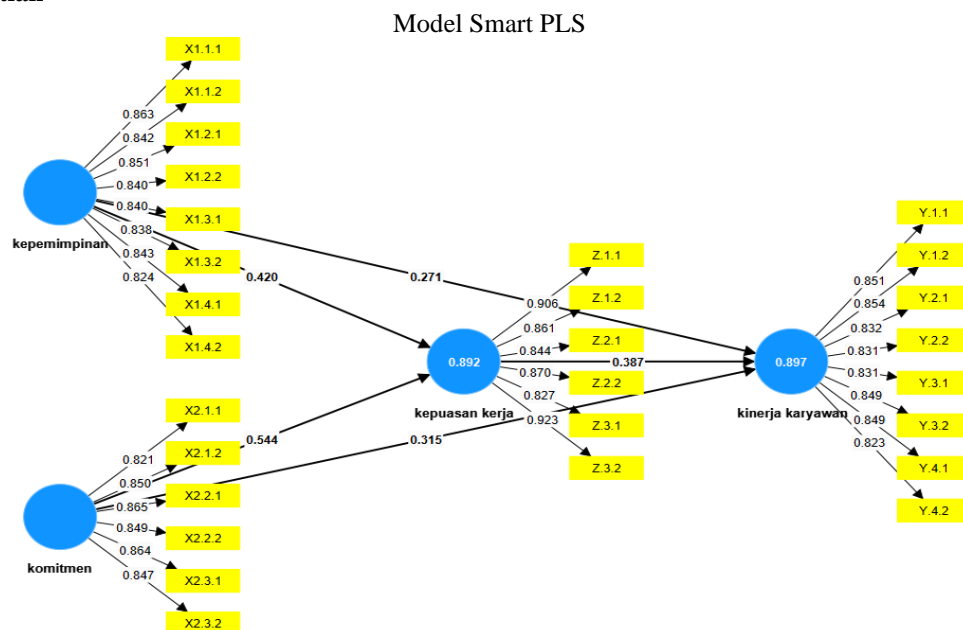 Model Smart PLS
X1.1.1
X1.1.2
X1.2.1
X1.2.2
X1.3.1
X1.3.2
X1.4.1
X1.4.2
0.863
0.842
0.851
0.840
0.840
0.838
0.843
0.824
kepemimpinan
0.420
0.271
X2.1.1
X2.1.2
X2.2.1
X2.2.2
X2.3.1
X2.3.2
0.821
0.850
0.865
0.849
0.864
0.847
komitmen
0.544
0.315
Z.1.1
Z.1.2
Z.2.1
Z.2.2
Z.3.1
Z.3.2
0.906
0.861
0.844
0.870
0.827
0.923
0.892
kepuasan kerja
0.387
Y.1.1
Y.1.2
Y.2.1
Y.2.2
Y.3.1
Y.3.2
Y.4.1
Y.4.2
0.851
0.854
0.832
0.831
0.831
0.849
0.849
0.823
0.897
kinerja karyawan